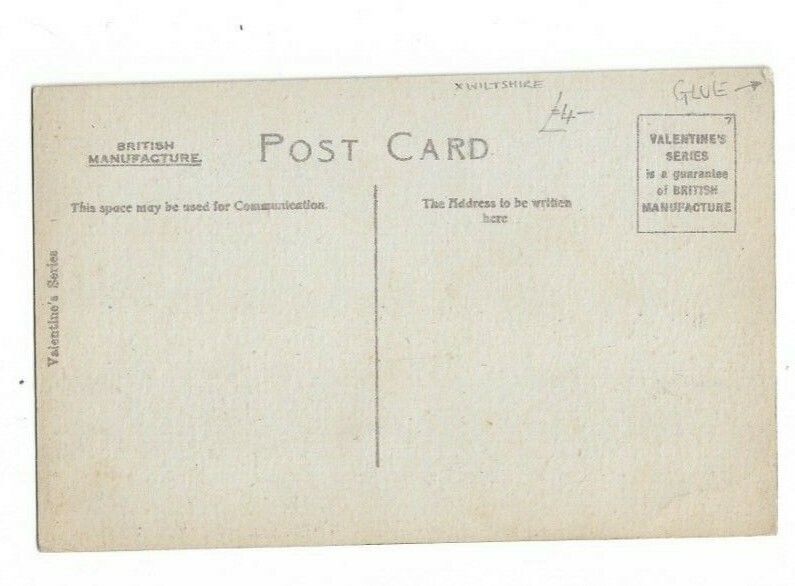 X WILTSHIRE
GLUE →
£4-
BRITISH
MANUFACTURE.
POST CARD
VALENTINE'S
SERIES
is a guarantee
of BRITISH
MANUFACTURE
This space may be used for Communication.
The Address to be written
here
Valentine's Series